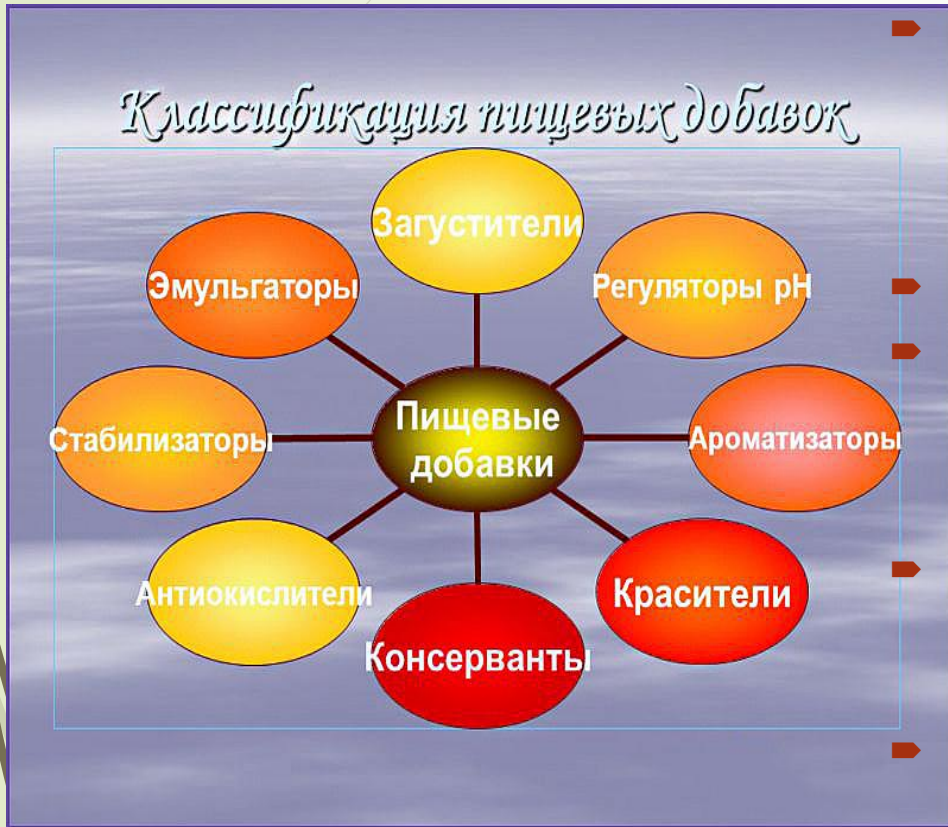 Классификация пищевых добавок
Загустители
Эмульгаторы
Регуляторы pH
Пищевые
добавки
Стабилизаторы
Ароматизаторы
Антиокислители
Красители
Консерванты